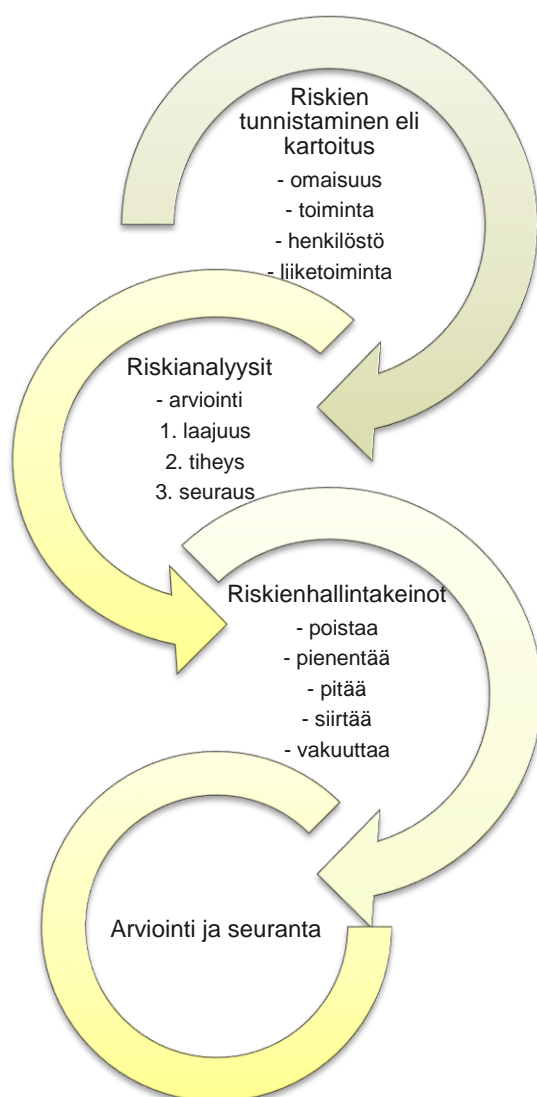 Riskien
tunnistaminen eli
kartoitus
- omaisuus
- toiminta
- henkilöstö
- liiketoiminta
Riskianalyysit
- arviointi
1. laajuus
2. tiheys
3. seuraus
Riskienhallintakeinot
- poistaa
- pienentää
- pitää
- siirtää
- vakuuttaa
Arviointi ja seuranta